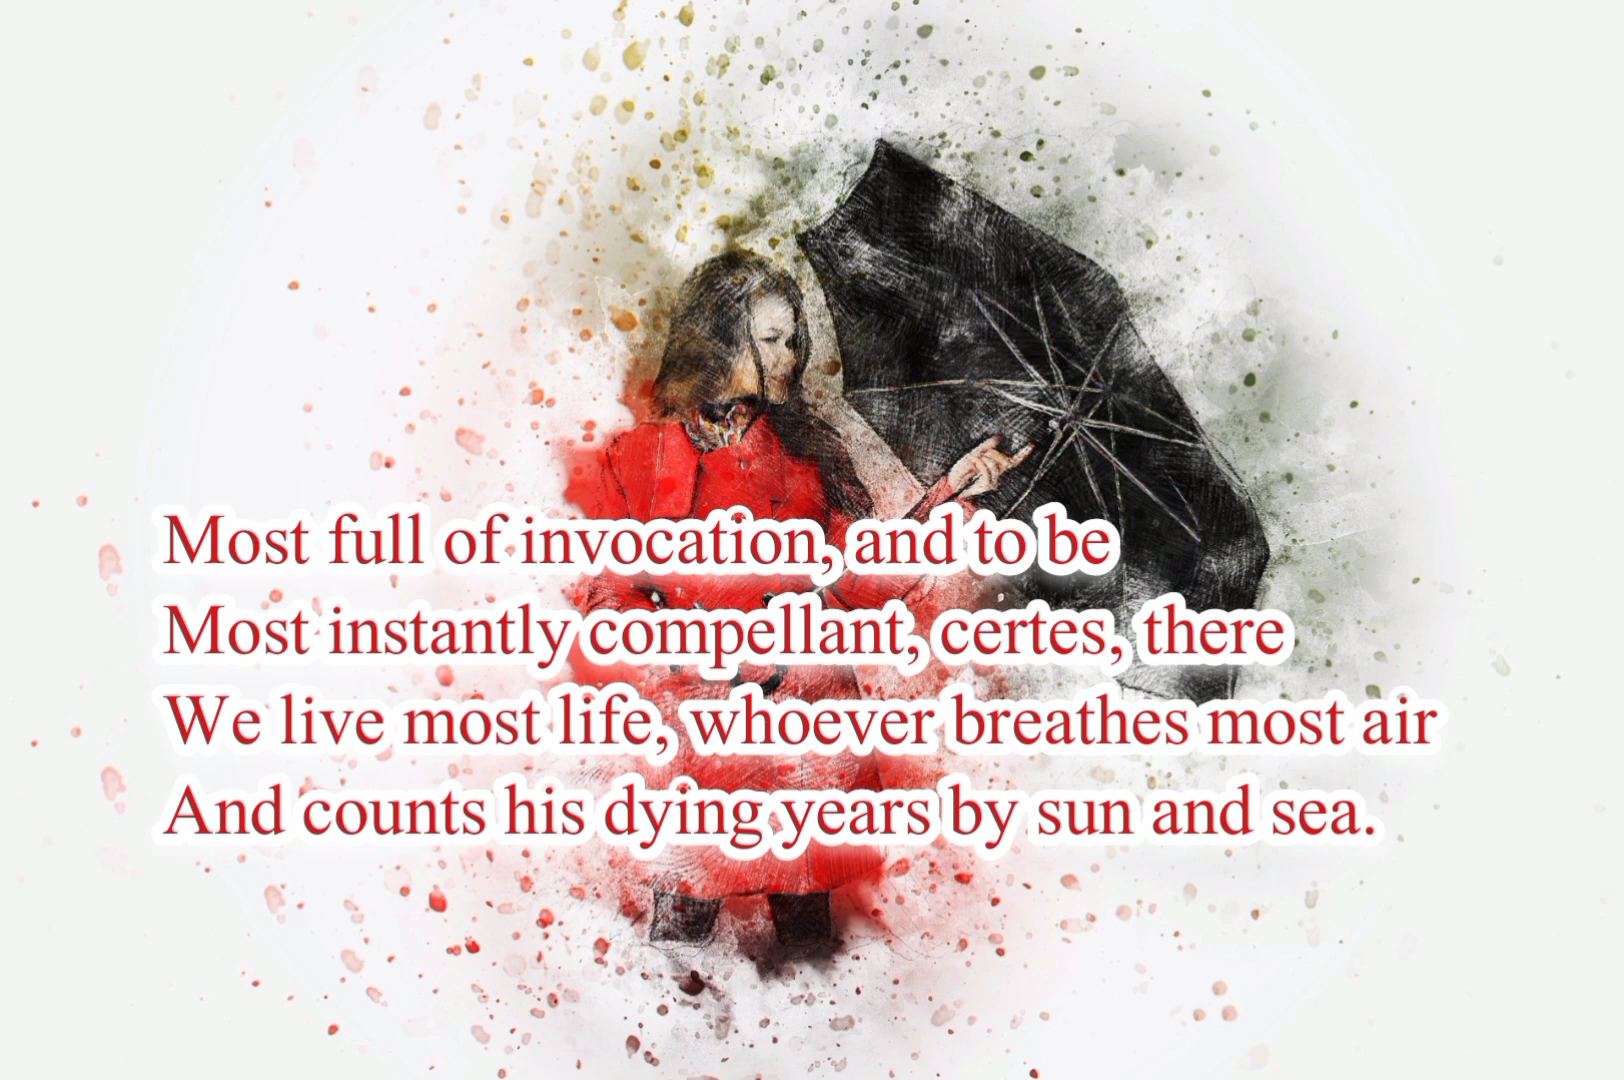 Most full of invocation, and to be
Most instantly compellant, certes, there
We live most life, whoever breathes most air
And counts his dying years by sun and sea.